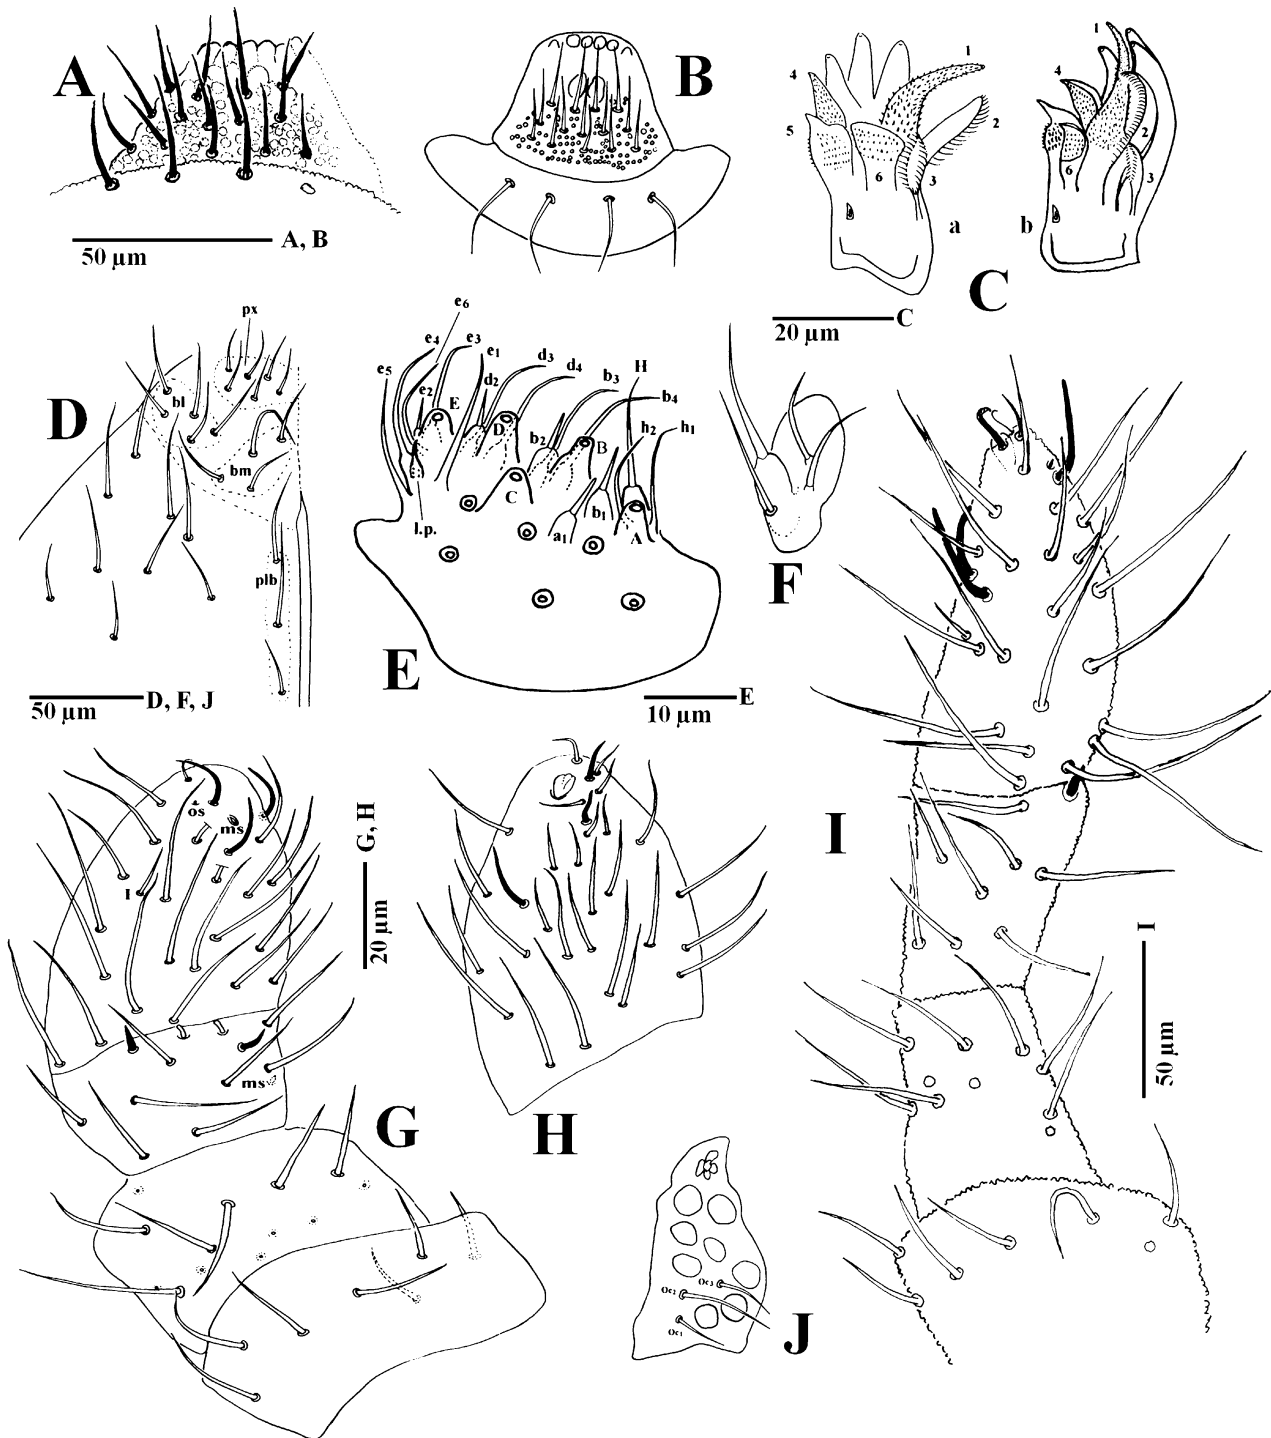 A
50 µm
A, B
B
1
2
3
4
5
6
a
1
2
3
4
6
b
C
20 µm
C
px
bl
bm
plb
D
50 µm
D, F, J
e6
e4
e3
e1
e5
e2
E
d2
d3
d4
D
b3
H
b4
b2
B
h2
h1
C
b1
a1
A
l.p.
E
10 µm
E
F
os
ms
I
ms
G
G, H
20 µm
H
I
I
50 µm
Oc3
Oc2
Oc1
J